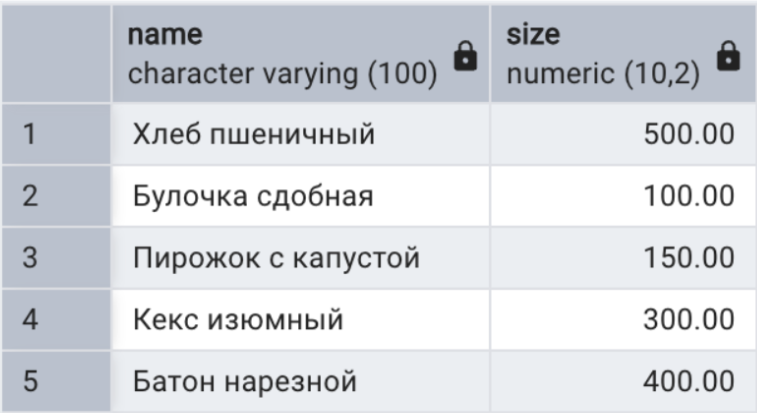 name size
character varying (100) numeric (10,2)
1 Хлеб пшеничный 500.00
2 Булочка сдобная 100.00
3 Пирожок с капустой 150.00
4 Кекс изюмный 300.00
5 Батон нарезной 400.00